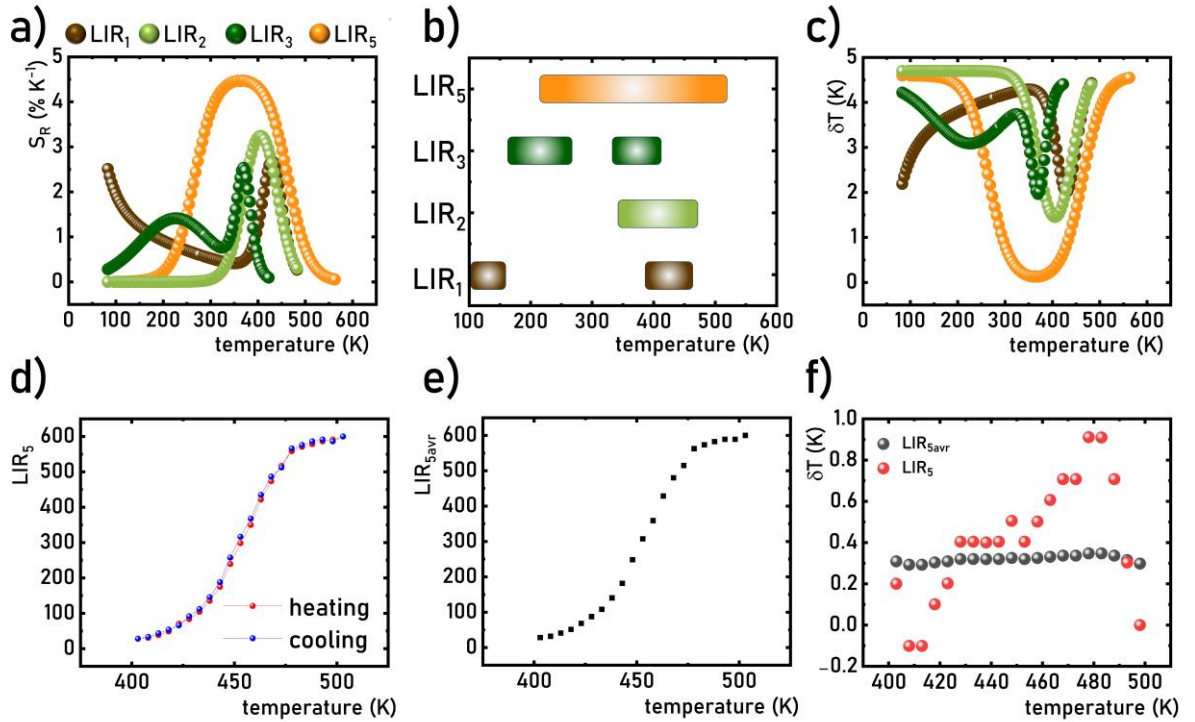 a)
LIR₁ LIR₂ LIR₃ LIR₅
S_R (% K⁻¹)
5
4
3
2
1
0
0 100 200 300 400 500 600
temperature (K)
b)
LIR₅
LIR₃
LIR₂
LIR₁
100 200 300 400 500 600
temperature (K)
c)
δT (K)
5
4
3
2
1
0
0 100 200 300 400 500 600
temperature (K)
d)
LIR₅
600
500
400
300
200
100
0
heating
cooling
400 450 500
temperature (K)
e)
LIR₅avr
600
500
400
300
200
100
0
400 450 500
temperature (K)
f)
δT (K)
1.0
0.8
0.6
0.4
0.2
0.0
−0.2
LIR₅avr
LIR₅
400 420 440 460 480 500
temperature (K)